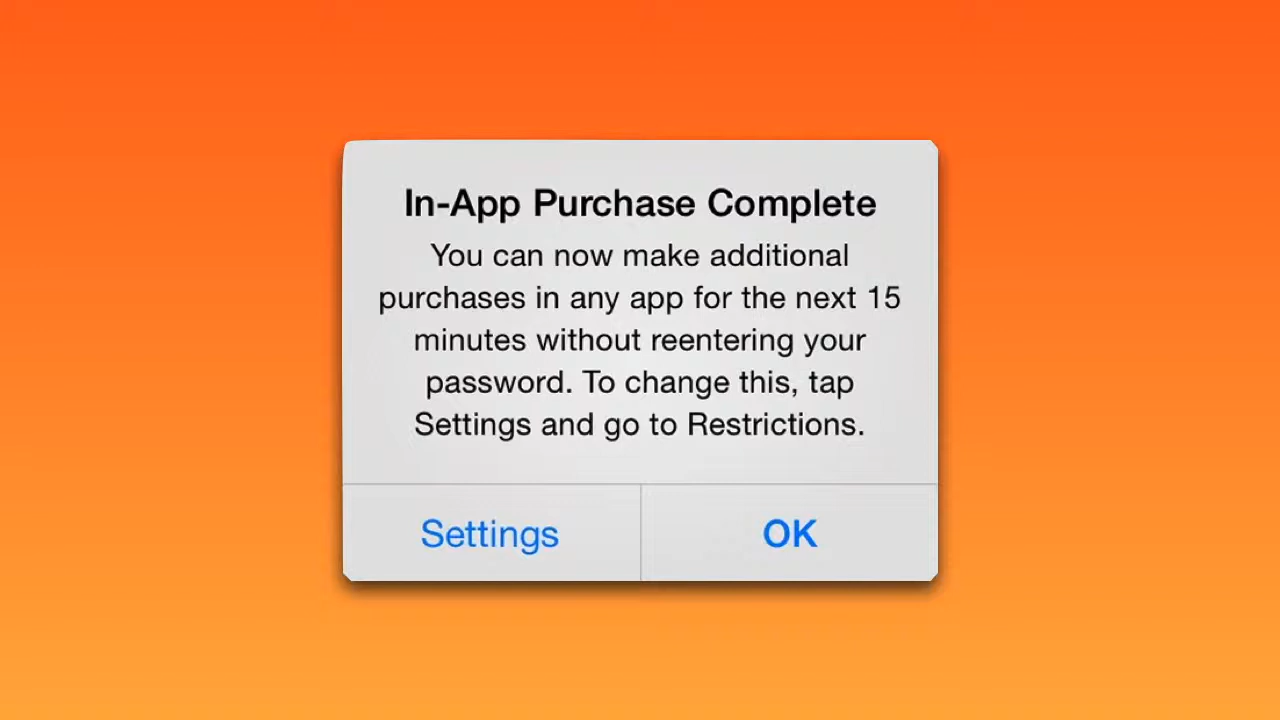 In-App Purchase Complete
You can now make additional
purchases in any app for the next 15
minutes without reentering your
password. To change this, tap
Settings and go to Restrictions.
Settings
OK